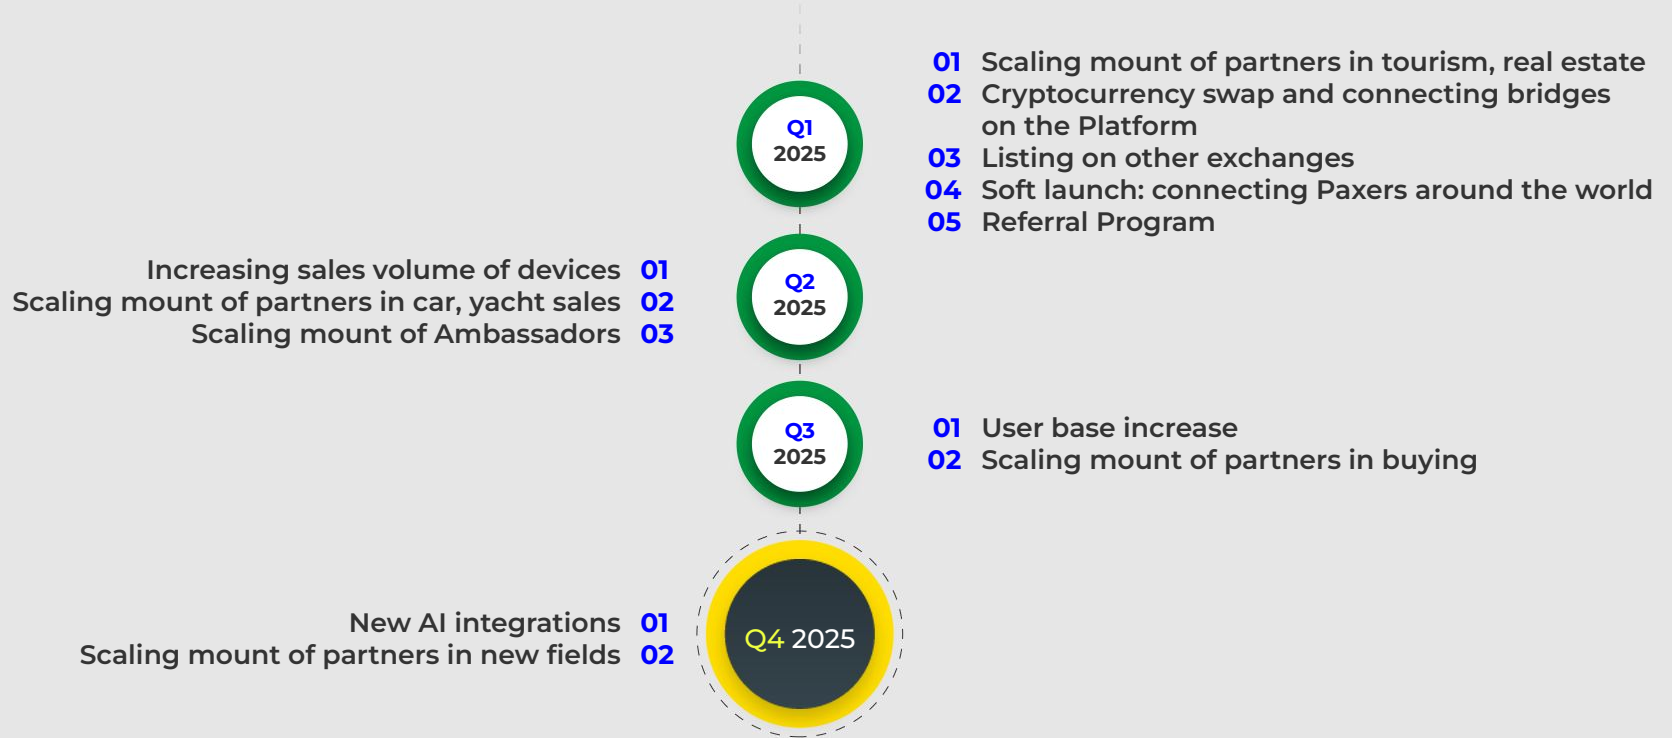 Q1
2025
01 Scaling mount of partners in tourism, real estate
02 Cryptocurrency swap and connecting bridges
on the Platform
03 Listing on other exchanges
04 Soft launch: connecting Paxers around the world
05 Referral Program
Q2
2025
Increasing sales volume of devices 01
Scaling mount of partners in car, yacht sales 02
Scaling mount of Ambassadors 03
Q3
2025
01 User base increase
02 Scaling mount of partners in buying
Q4 2025
New AI integrations 01
Scaling mount of partners in new fields 02